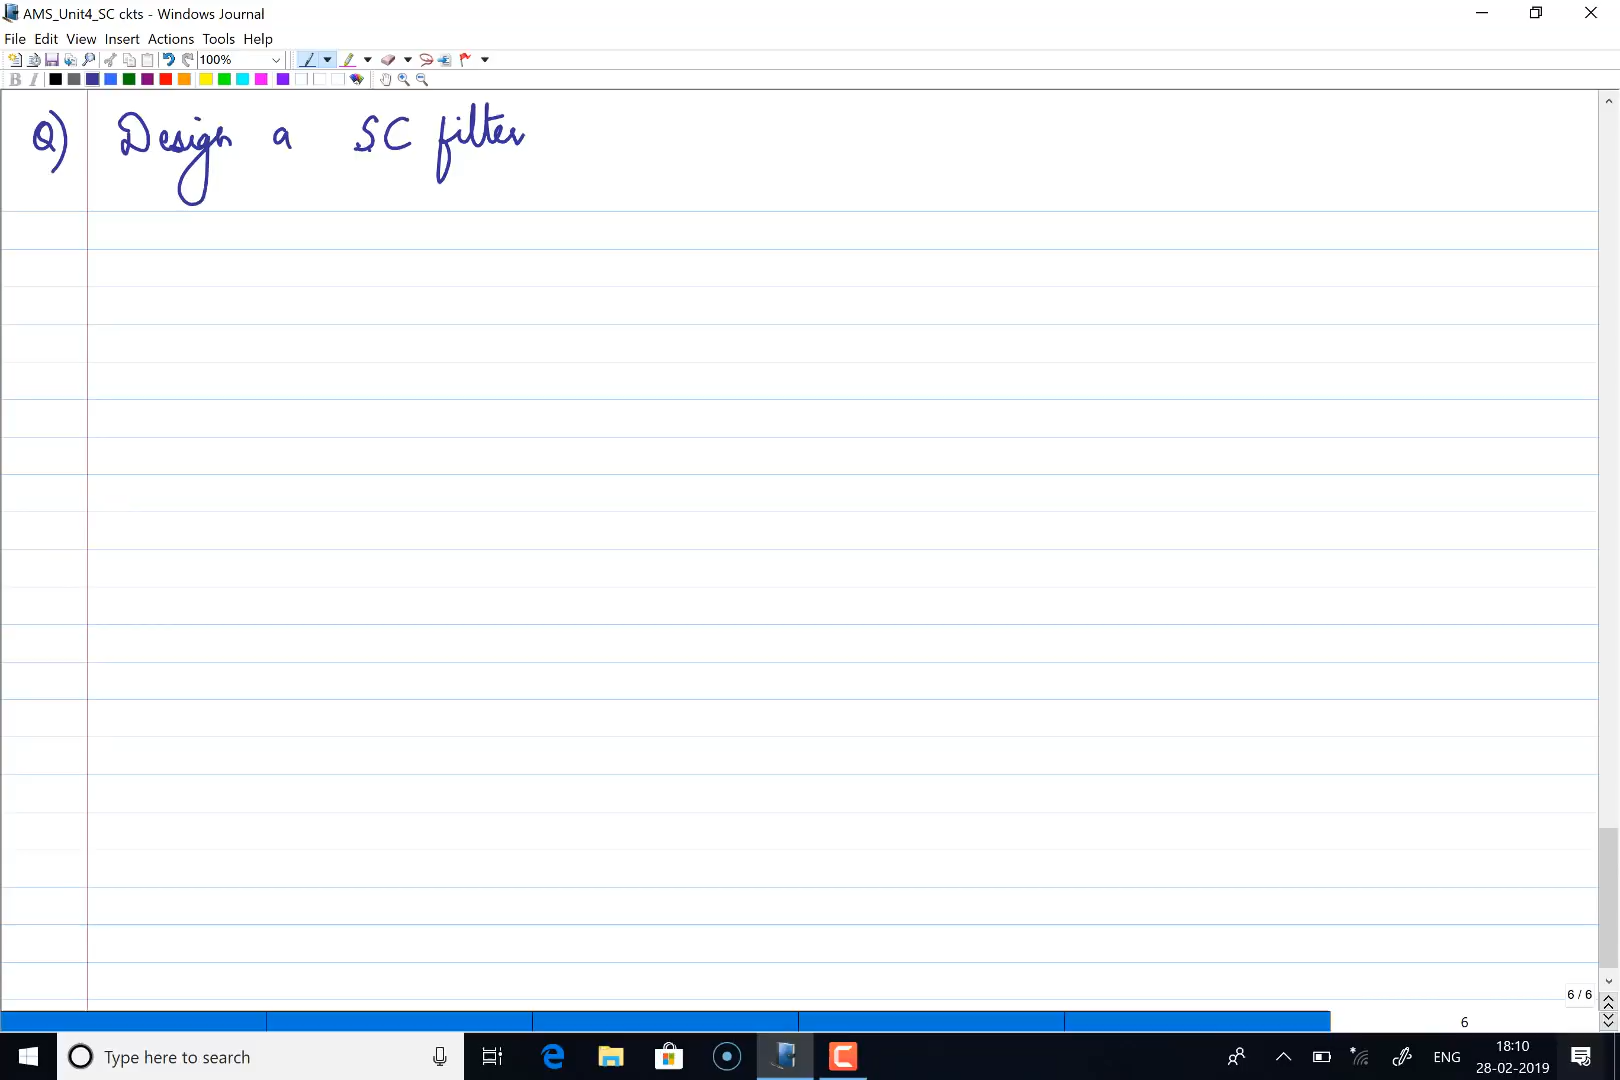 AMS_Unit4_SC ckts - Windows Journal
File Edit View Insert Actions Tools Help
100%
B I
Q) Design a SC filter
6 / 6
6
Type here to search
ENG
18:10
28-02-2019